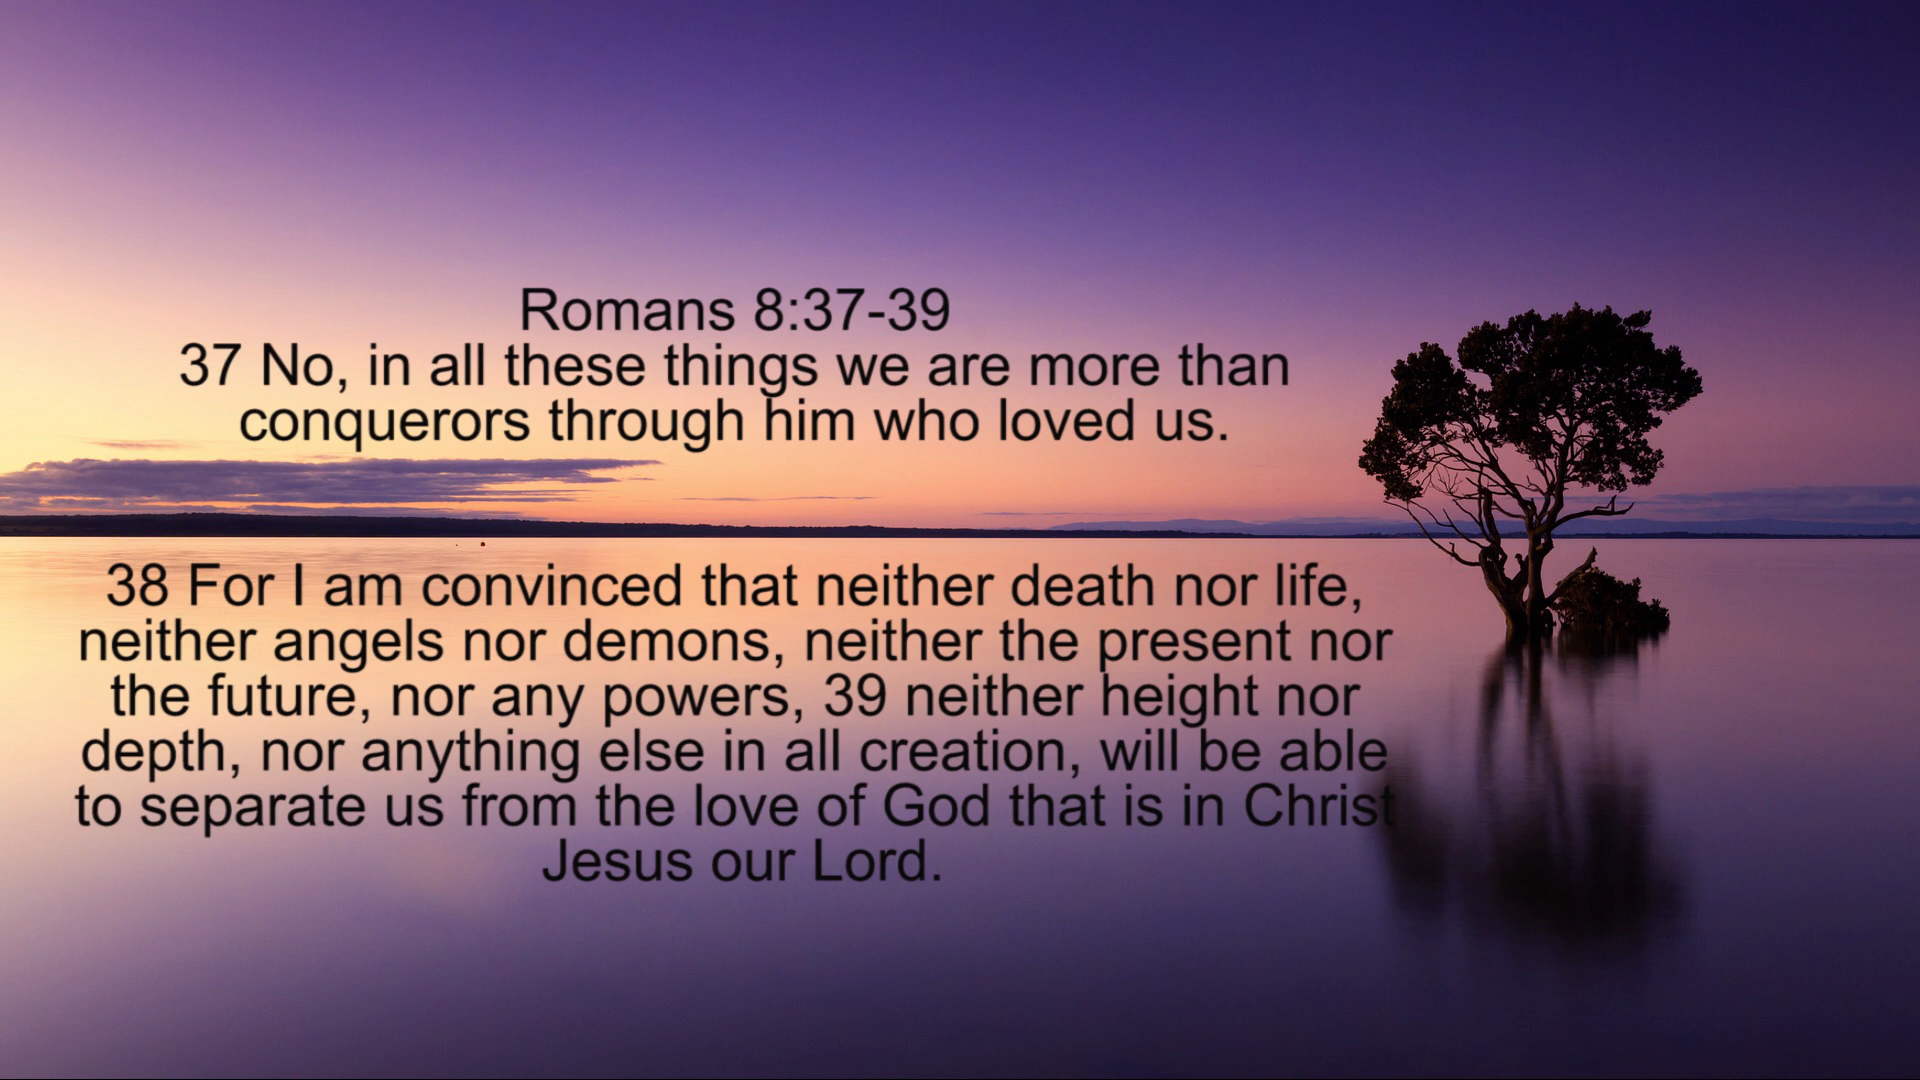 Romans 8:37-39
37 No, in all these things we are more than
conquerors through him who loved us.
38 For I am convinced that neither death nor life,
neither angels nor demons, neither the present nor
the future, nor any powers, 39 neither height nor
depth, nor anything else in all creation, will be able
to separate us from the love of God that is in Christ
Jesus our Lord.